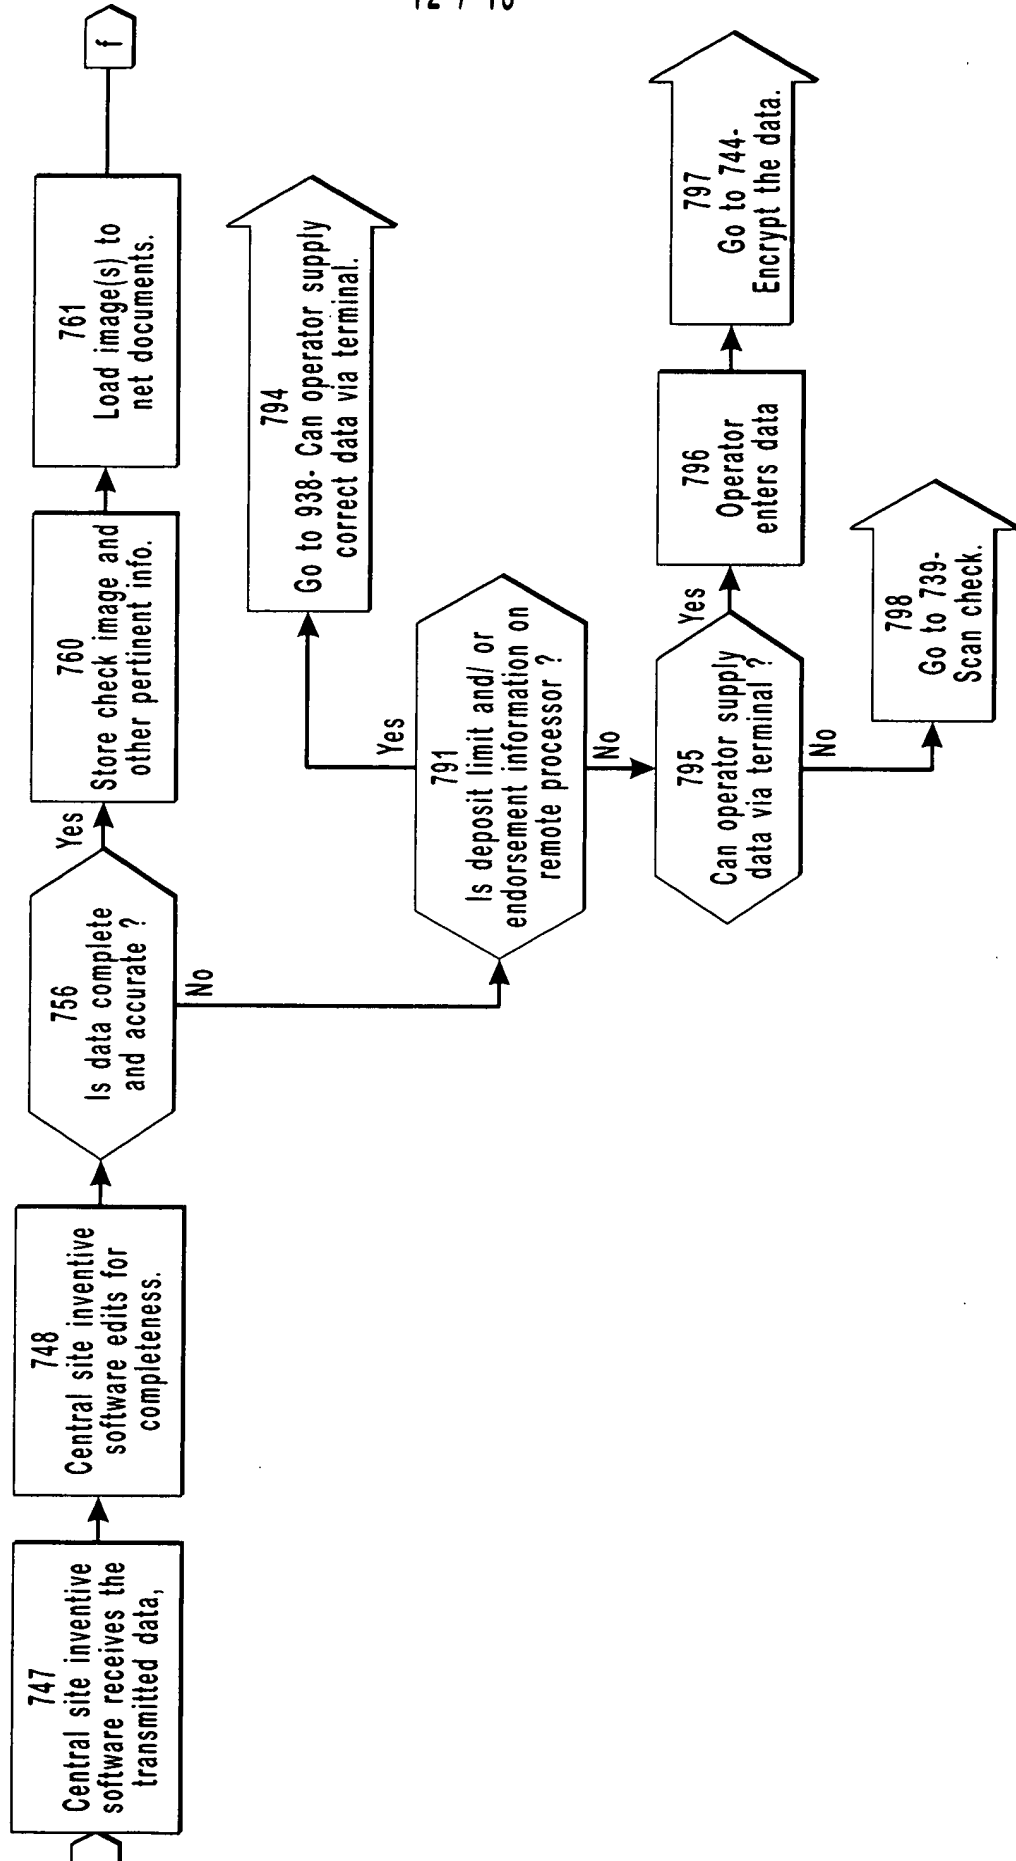 747
Central site inventive
software receives the
transmitted data,
748
Central site inventive
software edits for
completeness.
756
Is data complete
and accurate ?
Yes
No
760
Store check image and
other pertinent info.
761
Load image(s) to
net documents.
f
791
Is deposit limit and/ or
endorsement information on
remote processor ?
Yes
No
794
Go to 938- Can operator supply
correct data via terminal.
795
Can operator supply
data via terminal ?
Yes
No
796
Operator
enters data
797
Go to 744-
Encrypt the data.
798
Go to 739-
Scan check.